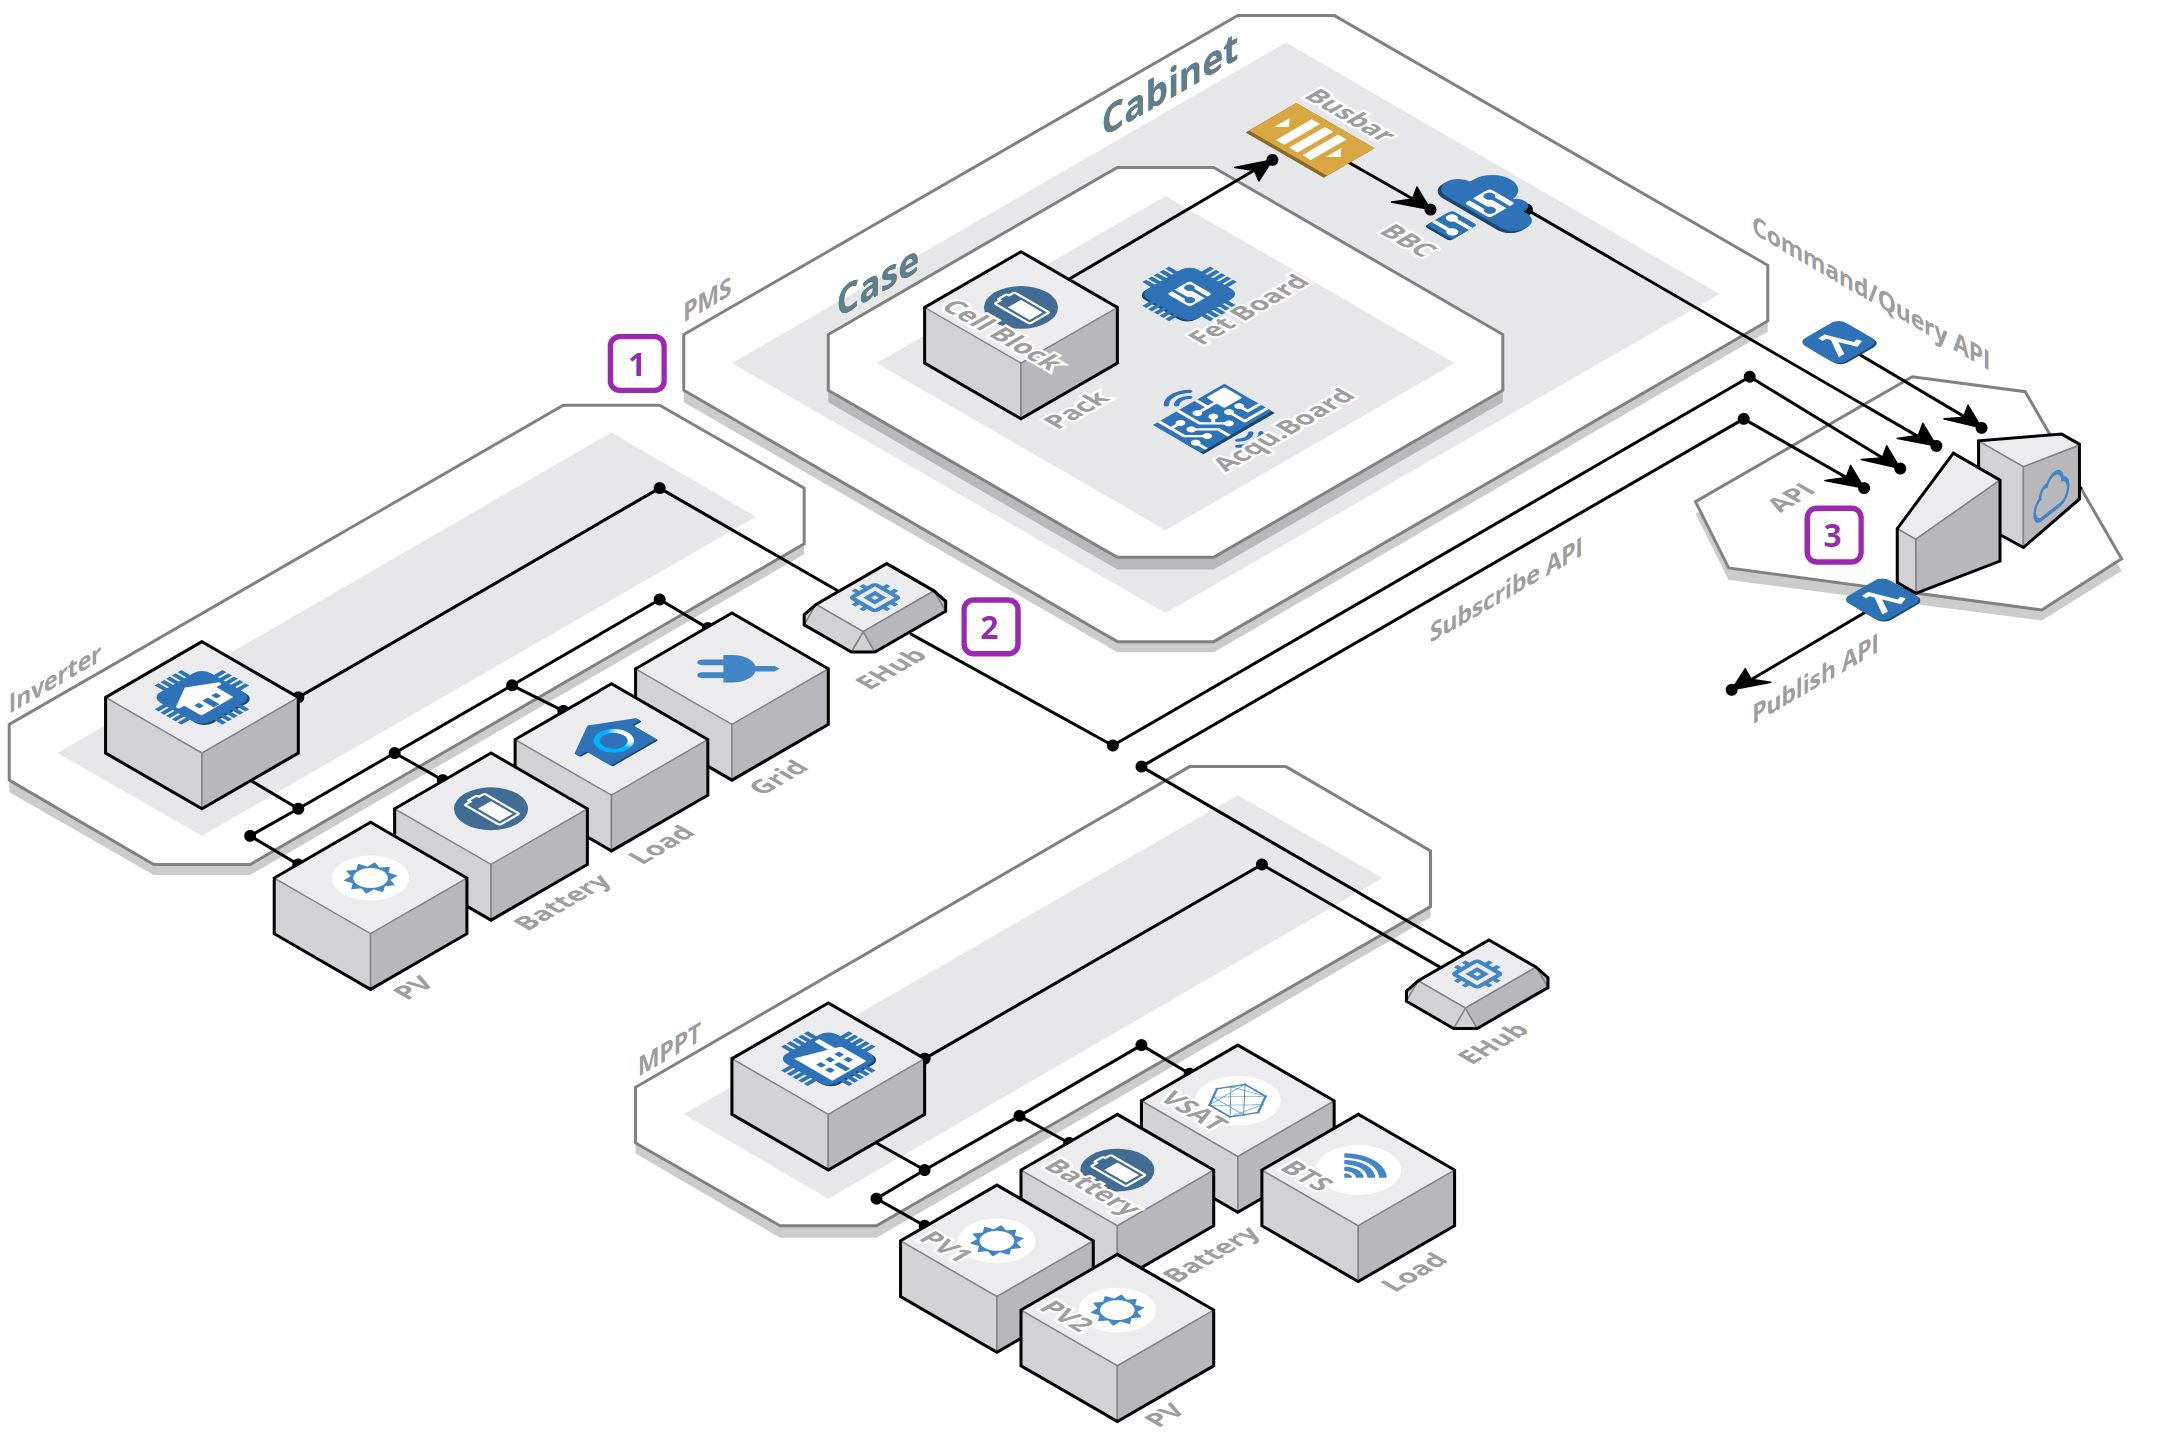 Cabinet
Busbar
BBC
Case
PMS
Cell Block
Fet Board
Pack
Acqu.Board
1
Command/Query API
API
3
Subscribe API
Publish API
Inverter
EHub
2
Grid
Load
Battery
PV
MPPT
EHub
VSAT
BTS
Battery
Battery
Load
PV1
PV2
PV